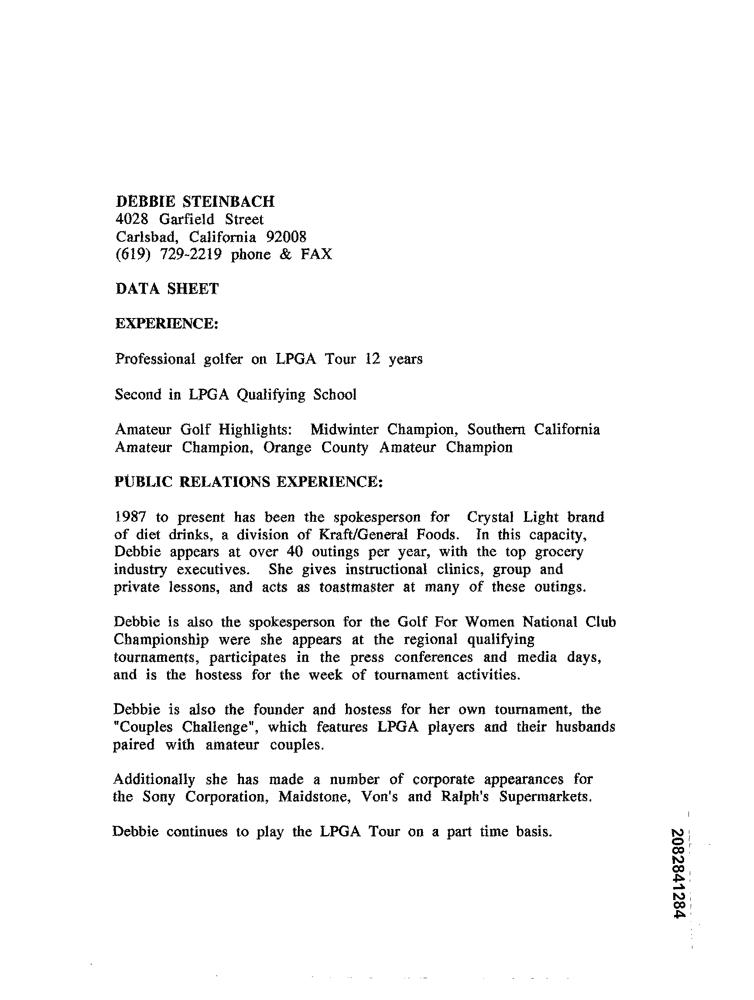 DEBBIE STEINBACH
4028 Garfield Street
Carlsbad, California 92008
(619) 729-2219 phone & FAX
DATA SHEET
EXPERIENCE:
Professional golfer on LPGA Tour 12 years
Second in LPGA Qualifying School
Amateur Golf Highlights: Midwinter Champion, Southern California
Amateur Champion, Orange County Amateur Champion
PUBLIC RELATIONS EXPERIENCE:
1987 to present has been the spokesperson for Crystal Light brand
of diet drinks, a division of Kraft/General Foods. In this capacity,
Debbie appears at over 40 outings per year, with the top grocery
industry executives. She gives instructional clinics, group and
private lessons, and acts as toastmaster at many of these outings.
Debbie is also the spokesperson for the Golf For Women National Club
Championship were she appears at the regional qualifying
tournaments, participates in the press conferences and media days,
and is the hostess for the week of tournament activities.
Debbie is also the founder and hostess for her own tournament, the
"Couples Challenge", which features LPGA players and their husbands
paired with amateur couples.
Additionally she has made a number of corporate appearances for
the Sony Corporation, Maidstone, Von's and Ralph's Supermarkets.
Debbie continues to play the LPGA Tour on a part time basis.
2082841284